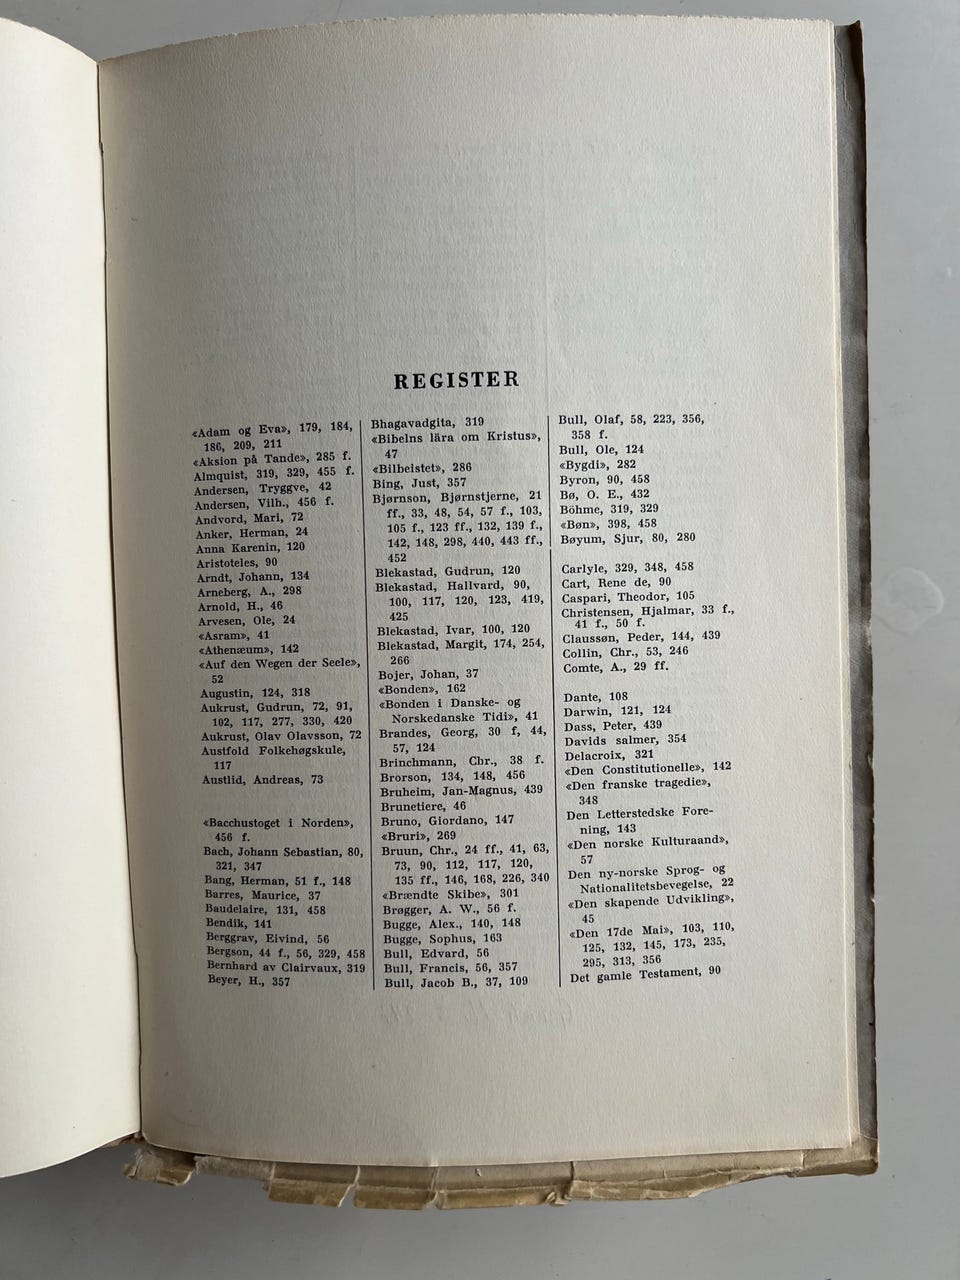 REGISTER
«Adam og Eva», 179, 184,
186, 209, 211
«Aksion på Tande», 285 f.
Almquist, 319, 329, 455 f.
Andersen, Tryggve, 42
Andersen, Vilh., 456 f.
Andvord, Mari, 72
Anker, Herman, 24
Anna Karenin, 120
Aristoteles, 90
Arndt, Johann, 134
Arneberg, A., 298
Arnold, H., 46
Arvesen, Ole, 24
«Asram», 41
«Athenæum», 142
«Auf den Wegen der Seele»,
52
Augustin, 124, 318
Aukrust, Gudrun, 72, 91,
102, 117, 277, 330, 420
Aukrust, Olav Olavsson, 72
Austfold Folkehøgskule,
117
Austlid, Andreas, 73
«Bacchustoget i Norden»,
456 f.
Bach, Johann Sebastian, 80,
321, 347
Bang, Herman, 51 f., 148
Barres, Maurice, 37
Baudelaire, 131, 458
Bendik, 141
Berggrav, Eivind, 56
Bergson, 44 f., 56, 329, 458
Bernhard av Clairvaux, 319
Beyer, H., 357
Bhagavadgita, 319
«Bibelns lära om Kristus»,
47
«Bilbeistet», 286
Bing, Just, 357
Bjørnson, Bjørnstjerne, 21
ff., 33, 48, 54, 57 f., 103,
105 f., 123 ff., 132, 139 f.,
142, 148, 298, 440, 443 ff.,
452
Blekastad, Gudrun, 120
Blekastad, Hallvard, 90,
100, 117, 120, 123, 419,
425
Blekastad, Ivar, 100, 120
Blekastad, Margit, 174, 254,
266
Bojer, Johan, 37
«Bonden», 162
«Bonden i Danske- og
Norskedanske Tidi», 41
Brandes, Georg, 30 f, 44,
57, 124
Brinchmann, Chr., 38 f.
Brorson, 134, 148, 456
Bruheim, Jan-Magnus, 439
Brunetiere, 46
Bruno, Giordano, 147
«Bruri», 269
Bruun, Chr., 24 ff., 41, 63,
73, 90, 112, 117, 120,
135 ff., 146, 168, 226, 340
«Brændte Skibe», 301
Brøgger, A. W., 56 f.
Bugge, Alex., 140, 148
Bugge, Sophus, 163
Bull, Edvard, 56
Bull, Francis, 56, 357
Bull, Jacob B., 37, 109
Bull, Olaf, 58, 223, 356,
358 f.
Bull, Ole, 124
«Bygdi», 282
Byron, 90, 458
Bø, O. E., 432
Böhme, 319, 329
«Bøn», 398, 458
Bøyum, Sjur, 80, 280
Carlyle, 329, 348, 458
Cart, Rene de, 90
Caspari, Theodor, 105
Christensen, Hjalmar, 33 f.,
41 f., 50 f.
Claussøn, Peder, 144, 439
Collin, Chr., 53, 246
Comte, A., 29 ff.
Dante, 108
Darwin, 121, 124
Dass, Peter, 439
Davids salmer, 354
Delacroix, 321
«Den Constitutionelle», 142
«Den franske tragedie»,
348
Den Letterstedske Fore-
ning, 143
«Den norske Kulturaand»,
57
Den ny-norske Sprog- og
Nationalitetsbevegelse, 22
«Den skapende Udvikling»,
45
«Den 17de Mai», 103, 110,
125, 132, 145, 173, 235,
295, 313, 356
Det gamle Testament, 90